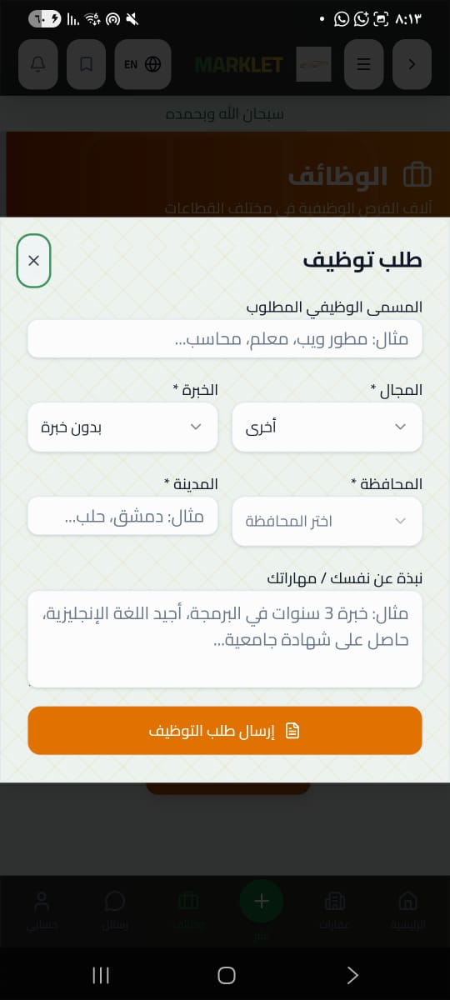 ٨:١٣
٦٠
MARKLET
EN
سبحان الله وبحمده
الوظائف
آلاف الفرص الوظيفية في مختلف القطاعات
طلب توظيف
المسمى الوظيفي المطلوب
مثال: مطور ويب، معلم، محاسب...
المجال *
الخبرة *
أخرى
بدون خبرة
المحافظة *
المدينة *
اختر المحافظة
مثال: دمشق، حلب...
نبذة عن نفسك / مهاراتك
مثال: خبرة 3 سنوات في البرمجة، أجيد اللغة الإنجليزية،
حاصل على شهادة جامعية...
إرسال طلب التوظيف
الرئيسية
عقارات
نشر
وظائف
رسائل
حسابي